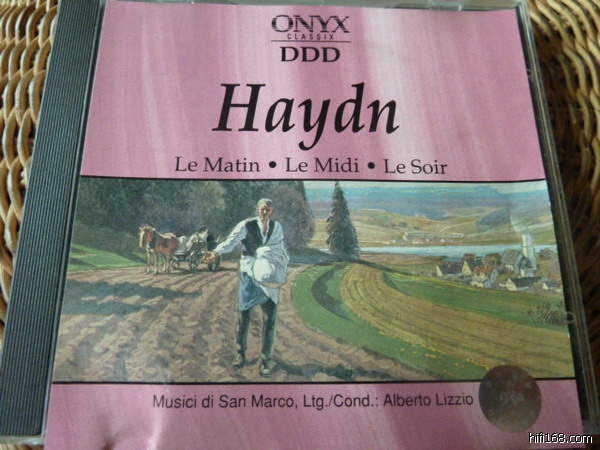 ONYX
CLASSIX
DDD
Haydn
Le Matin • Le Midi • Le Soir
Musici di San Marco, Ltg./Cond.: Alberto Lizzio
hifi168.com